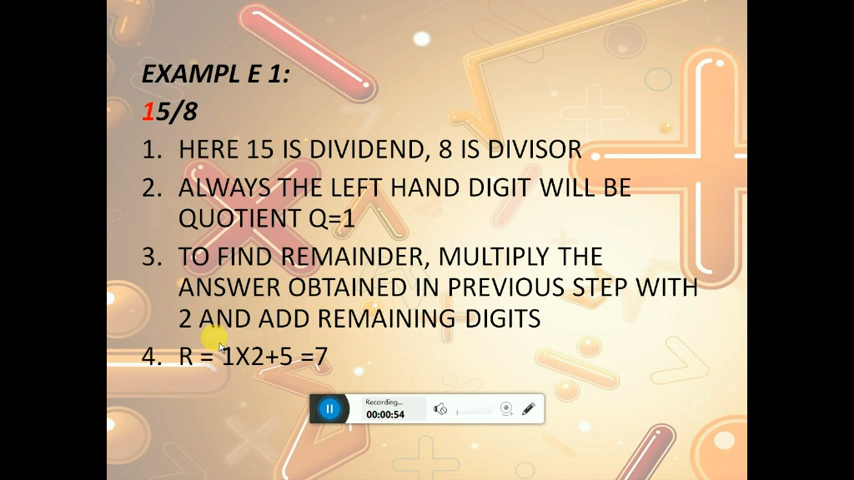 EXAMPL E 1:
15/8
1. HERE 15 IS DIVIDEND, 8 IS DIVISOR
2. ALWAYS THE LEFT HAND DIGIT WILL BE
QUOTIENT Q=1
3. TO FIND REMAINDER, MULTIPLY THE
ANSWER OBTAINED IN PREVIOUS STEP WITH
2 AND ADD REMAINING DIGITS
4. R = 1X2+5 =7
Recording...
00:00:54